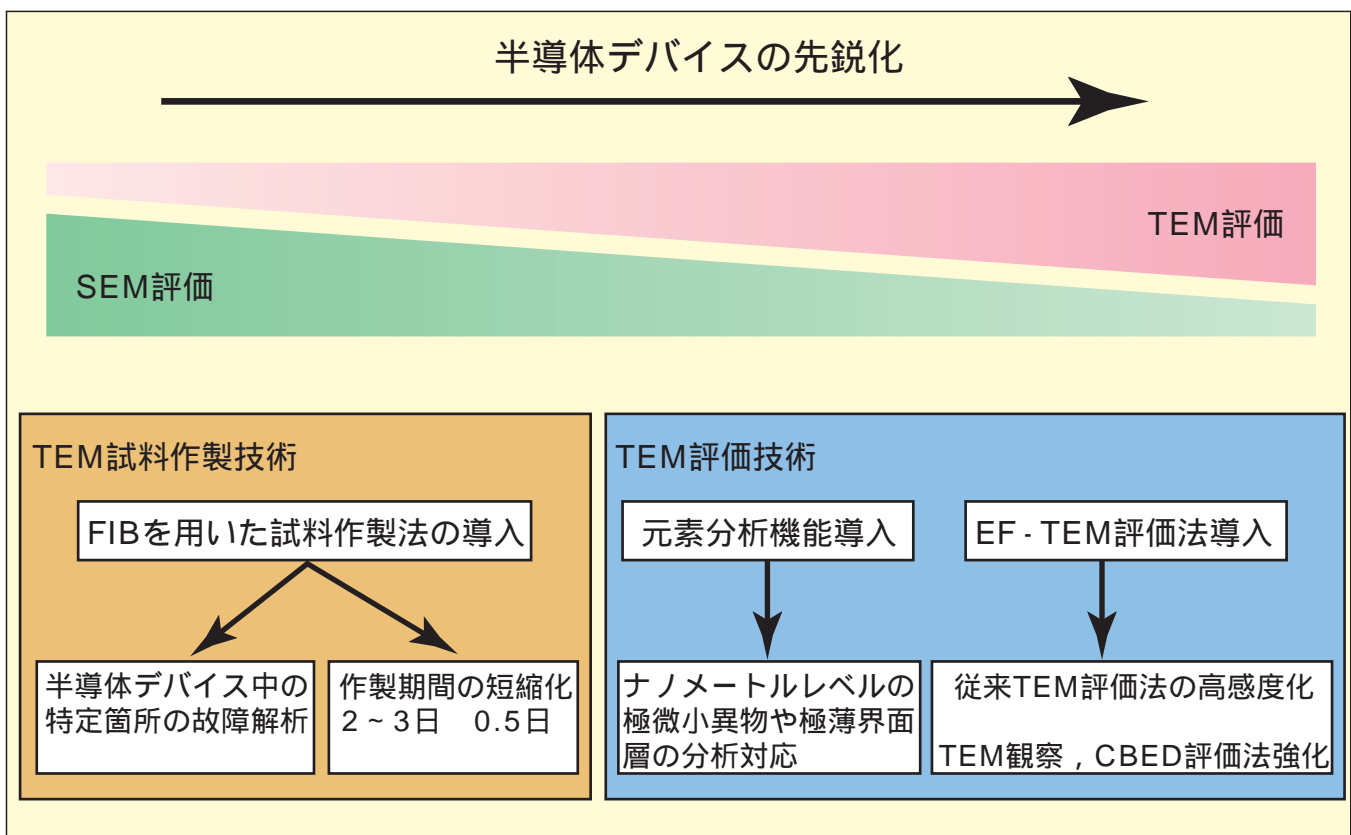 半導体デバイスの先鋭化
TEM評価
SEM評価
TEM試料作製技術
FIBを用いた試料作製法の導入
半導体デバイス中の
特定箇所の故障解析
作製期間の短縮化
2~3日　0.5日
TEM評価技術
元素分析機能導入
EF-TEM評価法導入
ナノメートルレベルの
極微小異物や極薄界面
層の分析対応
従来TEM評価法の高感度化
TEM観察，CBED評価法強化